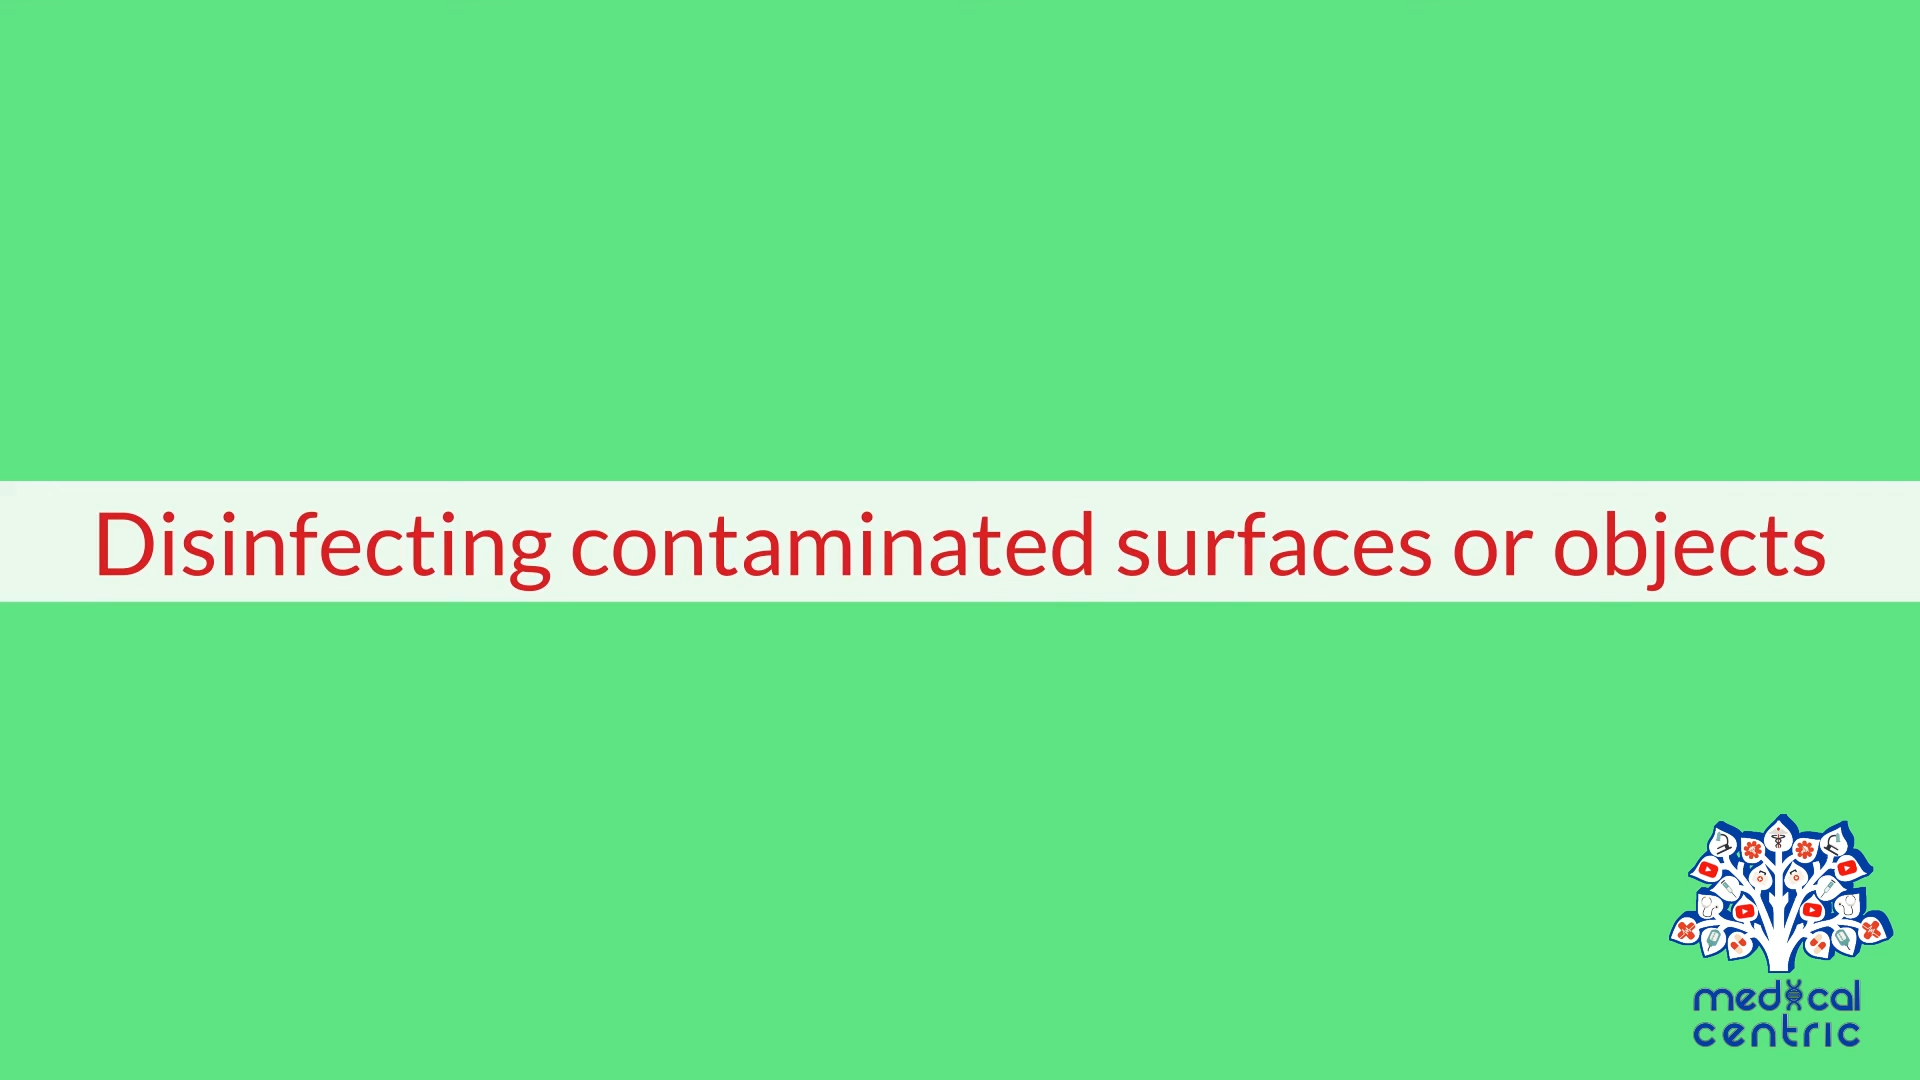 Disinfecting contaminated surfaces or objects
medical
centric